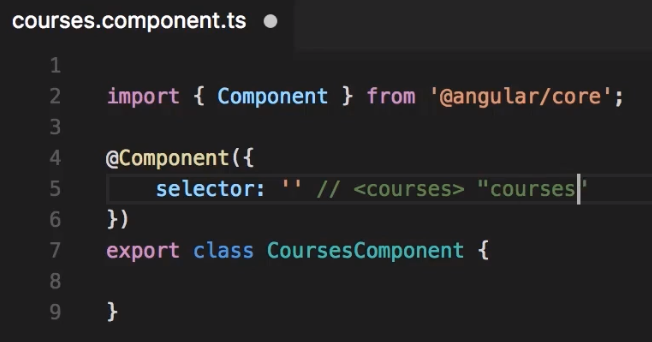 courses.component.ts
1
2 import { Component } from '@angular/core';
3
4 @Component({
5     selector: '' // <courses> "courses"
6 })
7 export class CoursesComponent {
8
9 }